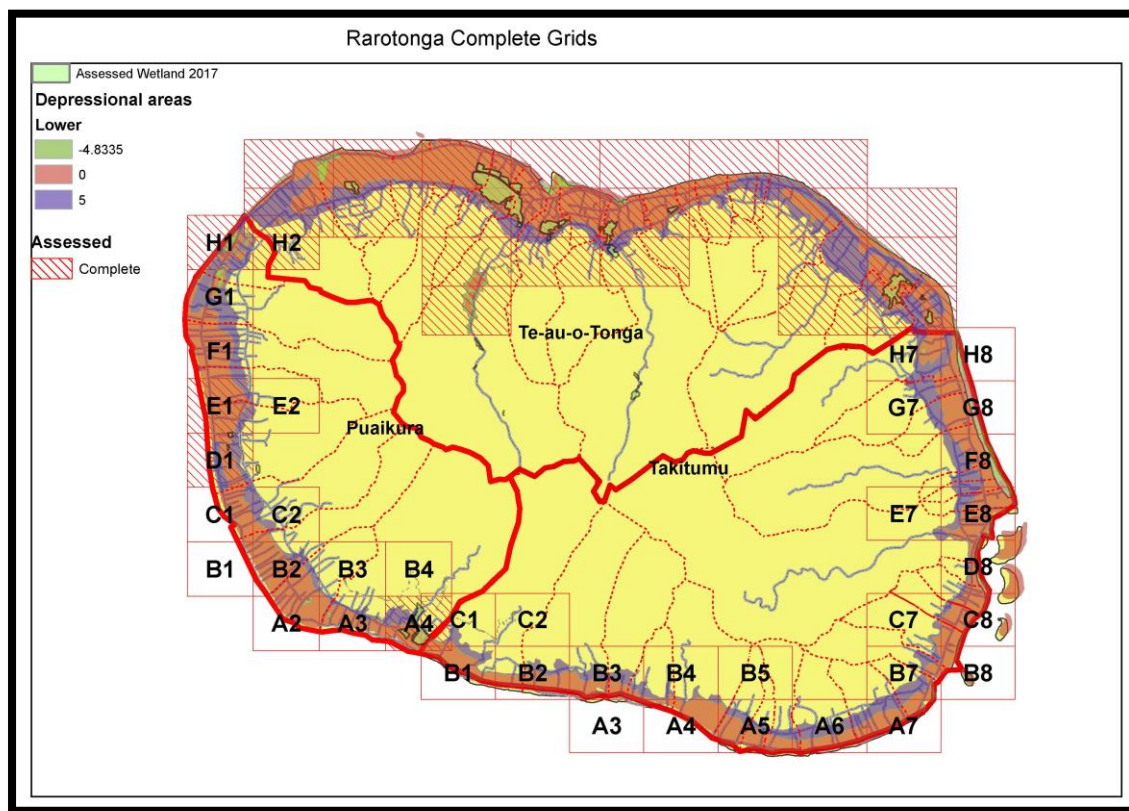 Rarotonga Complete Grids
Assessed Wetland 2017
Depressional areas
Lower
-4.8335
0
5
Assessed
Complete
H1 H2
G1
Te-au-o-Tonga
F1 H7 H8
E1 E2 G7 G8
Puaikura
D1 Takitumu F8
C1 C2 E7 E8
B1 B2 B3 B4 D8
A2 A3 A4 C1 C2 C7 C8
B1 B2 B3 B4 B5 B7 B8
A3 A4 A5 A6 A7